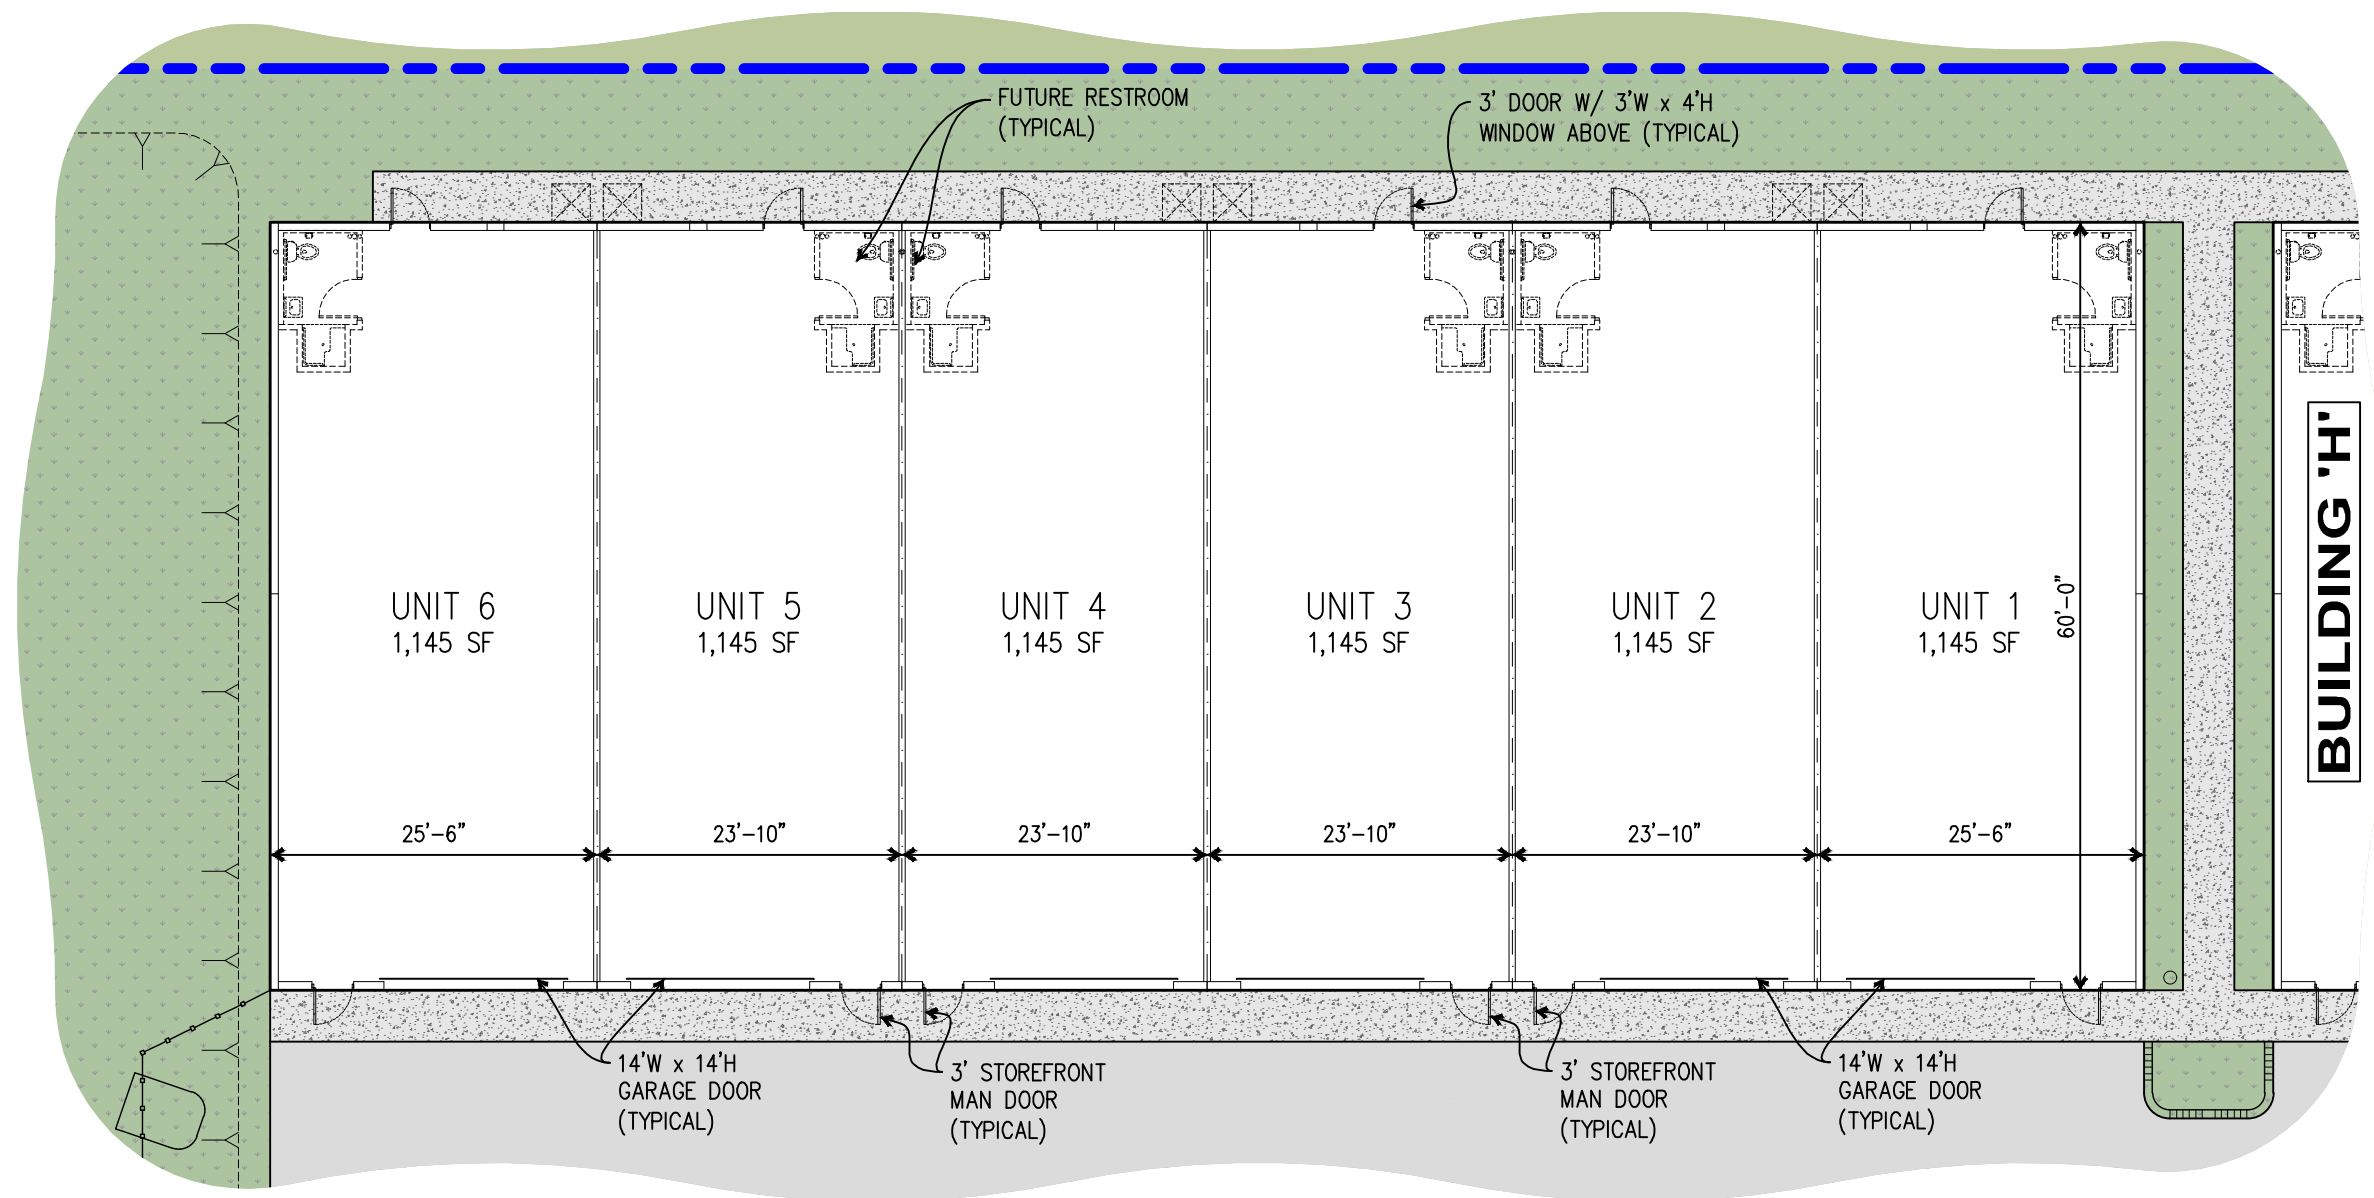 FUTURE RESTROOM
(TYPICAL)
3' DOOR W/ 3'W x 4'H
WINDOW ABOVE (TYPICAL)
UNIT 6
1,145 SF
UNIT 5
1,145 SF
UNIT 4
1,145 SF
UNIT 3
1,145 SF
UNIT 2
1,145 SF
UNIT 1
1,145 SF
60'-0"
BUILDING 'H'
25'-6"
23'-10"
23'-10"
23'-10"
23'-10"
25'-6"
14'W x 14'H
GARAGE DOOR
(TYPICAL)
3' STOREFRONT
MAN DOOR
(TYPICAL)
3' STOREFRONT
MAN DOOR
(TYPICAL)
14'W x 14'H
GARAGE DOOR
(TYPICAL)